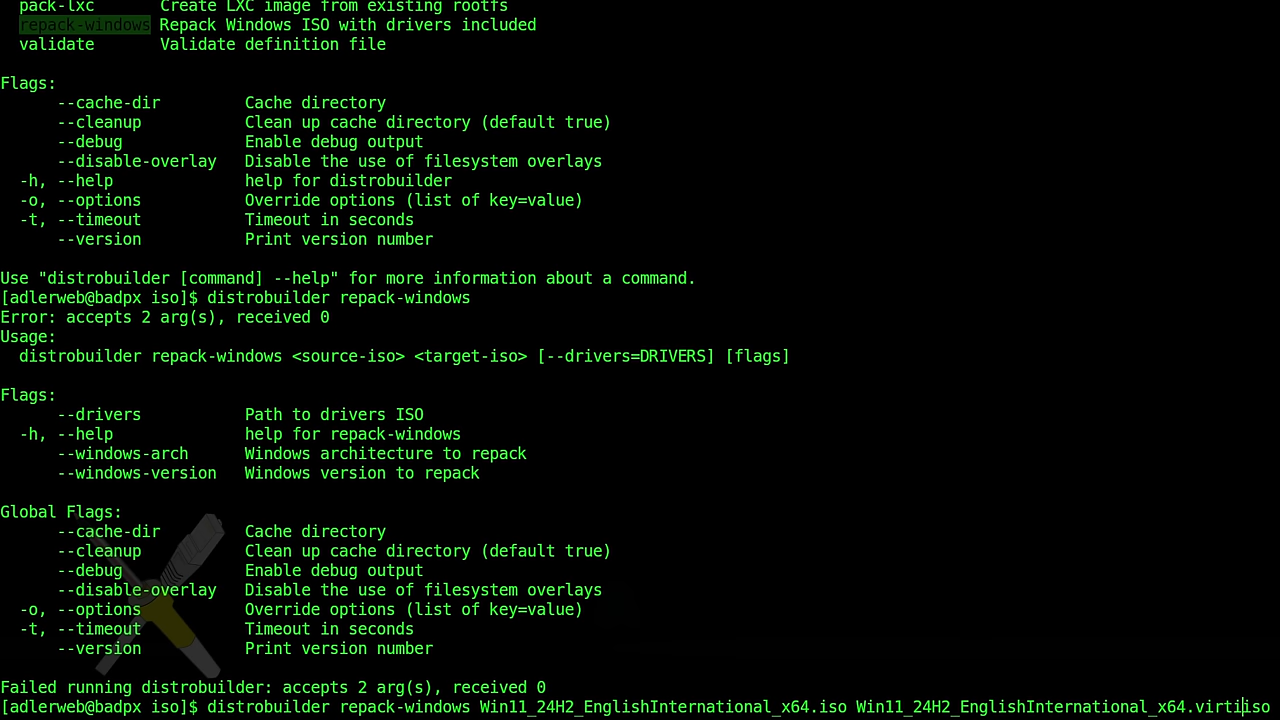 pack-lxc       Create LXC image from existing rootfs
repack-windows Repack Windows ISO with drivers included
validate       Validate definition file
Flags:
--cache-dir         Cache directory
--cleanup           Clean up cache directory (default true)
--debug             Enable debug output
--disable-overlay   Disable the use of filesystem overlays
-h, --help              help for distrobuilder
-o, --options           Override options (list of key=value)
-t, --timeout           Timeout in seconds
--version           Print version number
Use "distrobuilder [command] --help" for more information about a command.
[adlerweb@badpx iso]$ distrobuilder repack-windows
Error: accepts 2 arg(s), received 0
Usage:
distrobuilder repack-windows <source-iso> <target-iso> [--drivers=DRIVERS] [flags]
Flags:
--drivers           Path to drivers ISO
-h, --help              help for repack-windows
--windows-arch      Windows architecture to repack
--windows-version   Windows version to repack
Global Flags:
--cache-dir         Cache directory
--cleanup           Clean up cache directory (default true)
--debug             Enable debug output
--disable-overlay   Disable the use of filesystem overlays
-o, --options           Override options (list of key=value)
-t, --timeout           Timeout in seconds
--version           Print version number
Failed running distrobuilder: accepts 2 arg(s), received 0
[adlerweb@badpx iso]$ distrobuilder repack-windows Win11_24H2_EnglishInternational_x64.iso Win11_24H2_EnglishInternational_x64.virtiiso